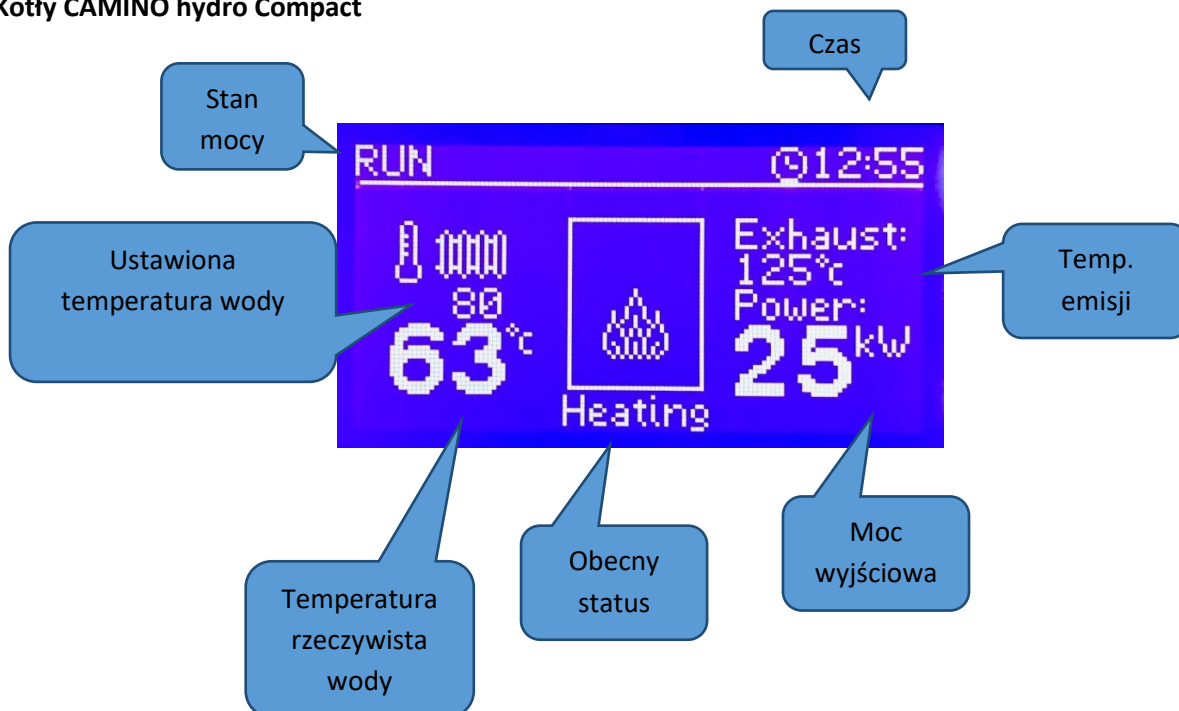 Kotły CAMINO hydro Compact
Czas
Stan
mocy
RUN
12:55
Ustawiona
temperatura wody
80
63°c
Heating
Exhaust:
125°c
Power:
25kW
Temp.
emisji
Temperatura
rzeczywista
wody
Obecny
status
Moc
wyjściowa